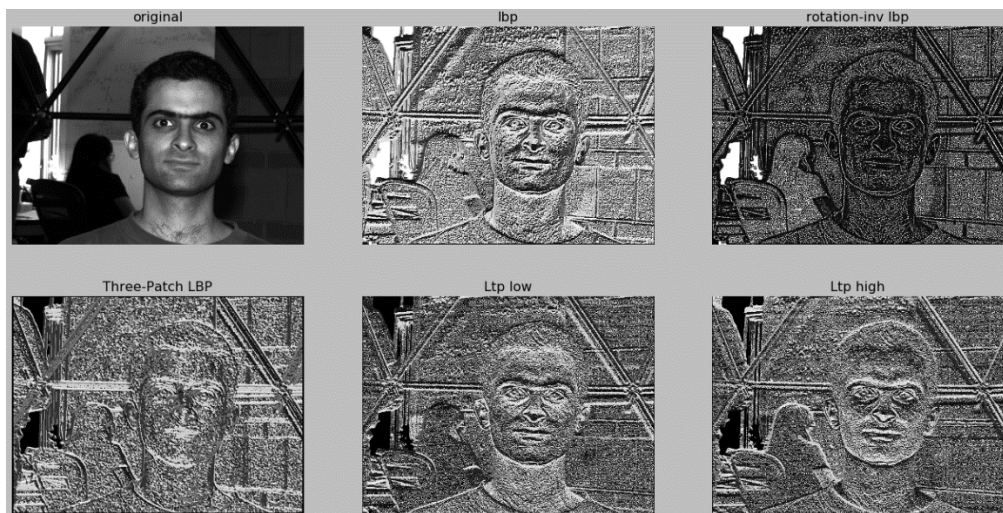 original
lbp
rotation-inv lbp
Three-Patch LBP
Ltp low
Ltp high